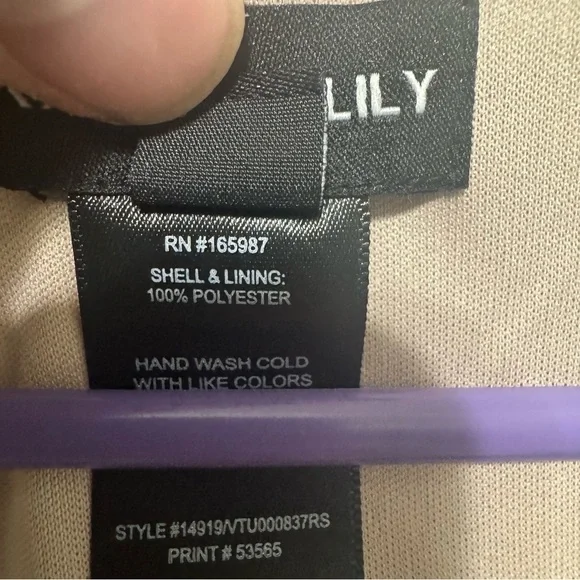 LILY
RN #165987
SHELL & LINING:
100% POLYESTER
HAND WASH COLD
WITH LIKE COLORS
STYLE #14919/VTU000837RS
PRINT # 53565